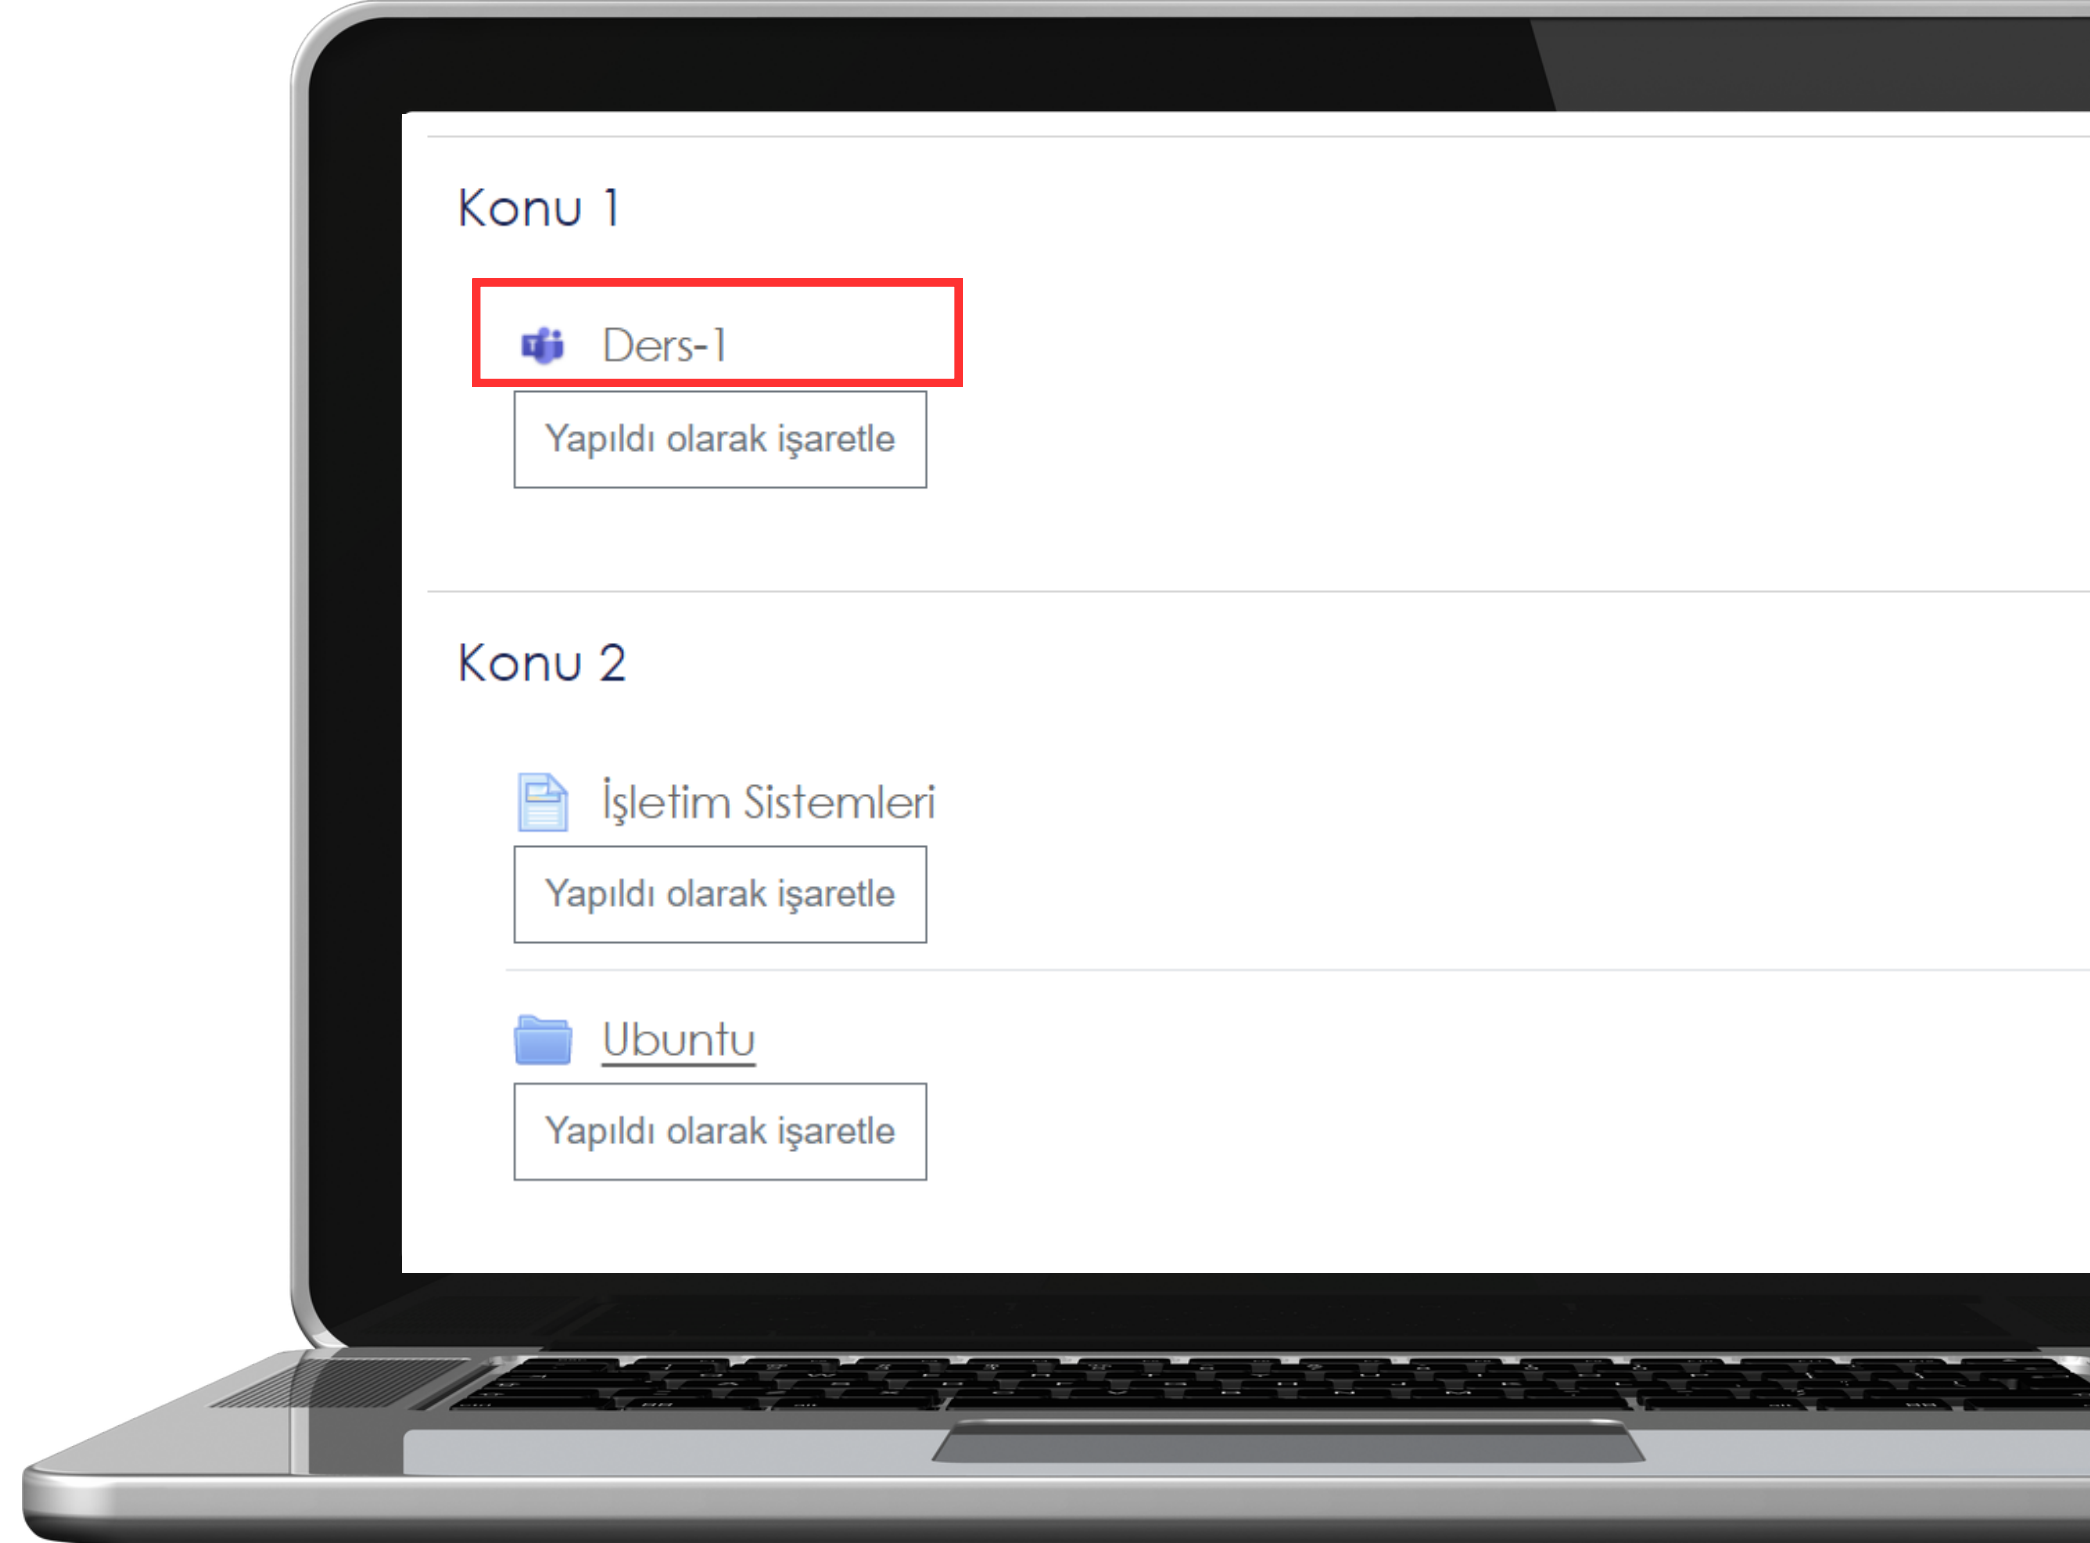 Konu 1
Ders-1
Yapıldı olarak işaretle
Konu 2
İşletim Sistemleri
Yapıldı olarak işaretle
Ubuntu
Yapıldı olarak işaretle